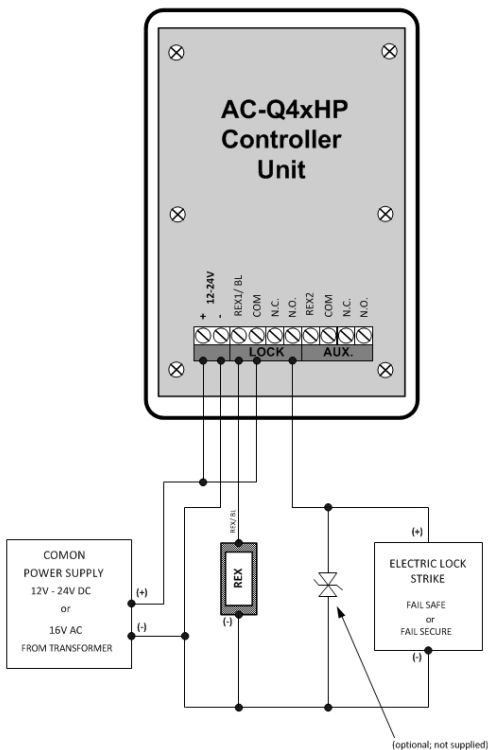 AC-Q4xHP
Controller
Unit
+
12-24V
-
REX1/ BL
COM
N.C.
N.O.
REX2
COM
N.C.
N.O.
LOCK
AUX.
REX/ BL
COMON
POWER SUPPLY
12V - 24V DC
or
16V AC
FROM TRANSFORMER
(+)
(-)
REX
(-)
(+)
ELECTRIC LOCK
STRIKE
FAIL SAFE
or
FAIL SECURE
(-)
(optional; not supplied)